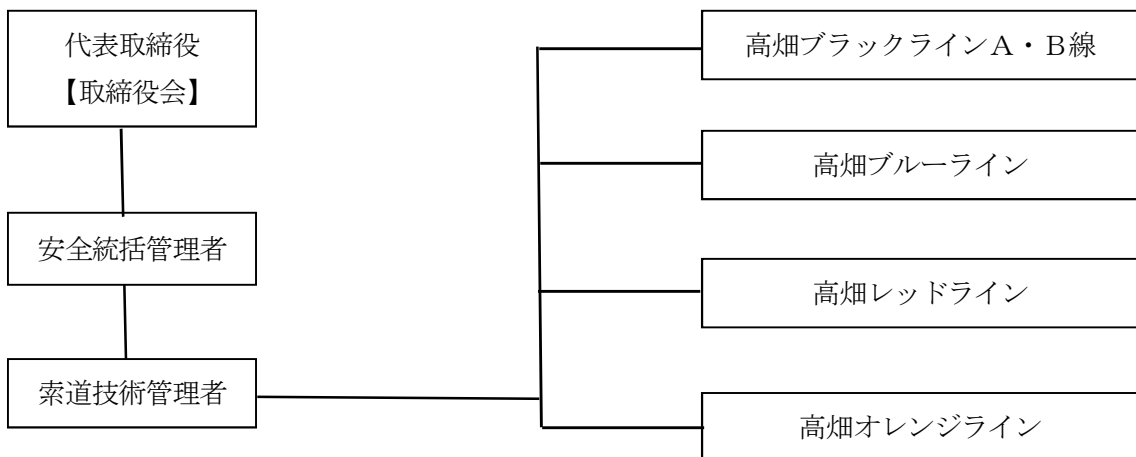 代表取締役
【取締役会】
安全統括管理者
索道技術管理者
高畑ブラックラインＡ・Ｂ線
高畑ブルーライン
高畑レッドライン
高畑オレンジライン